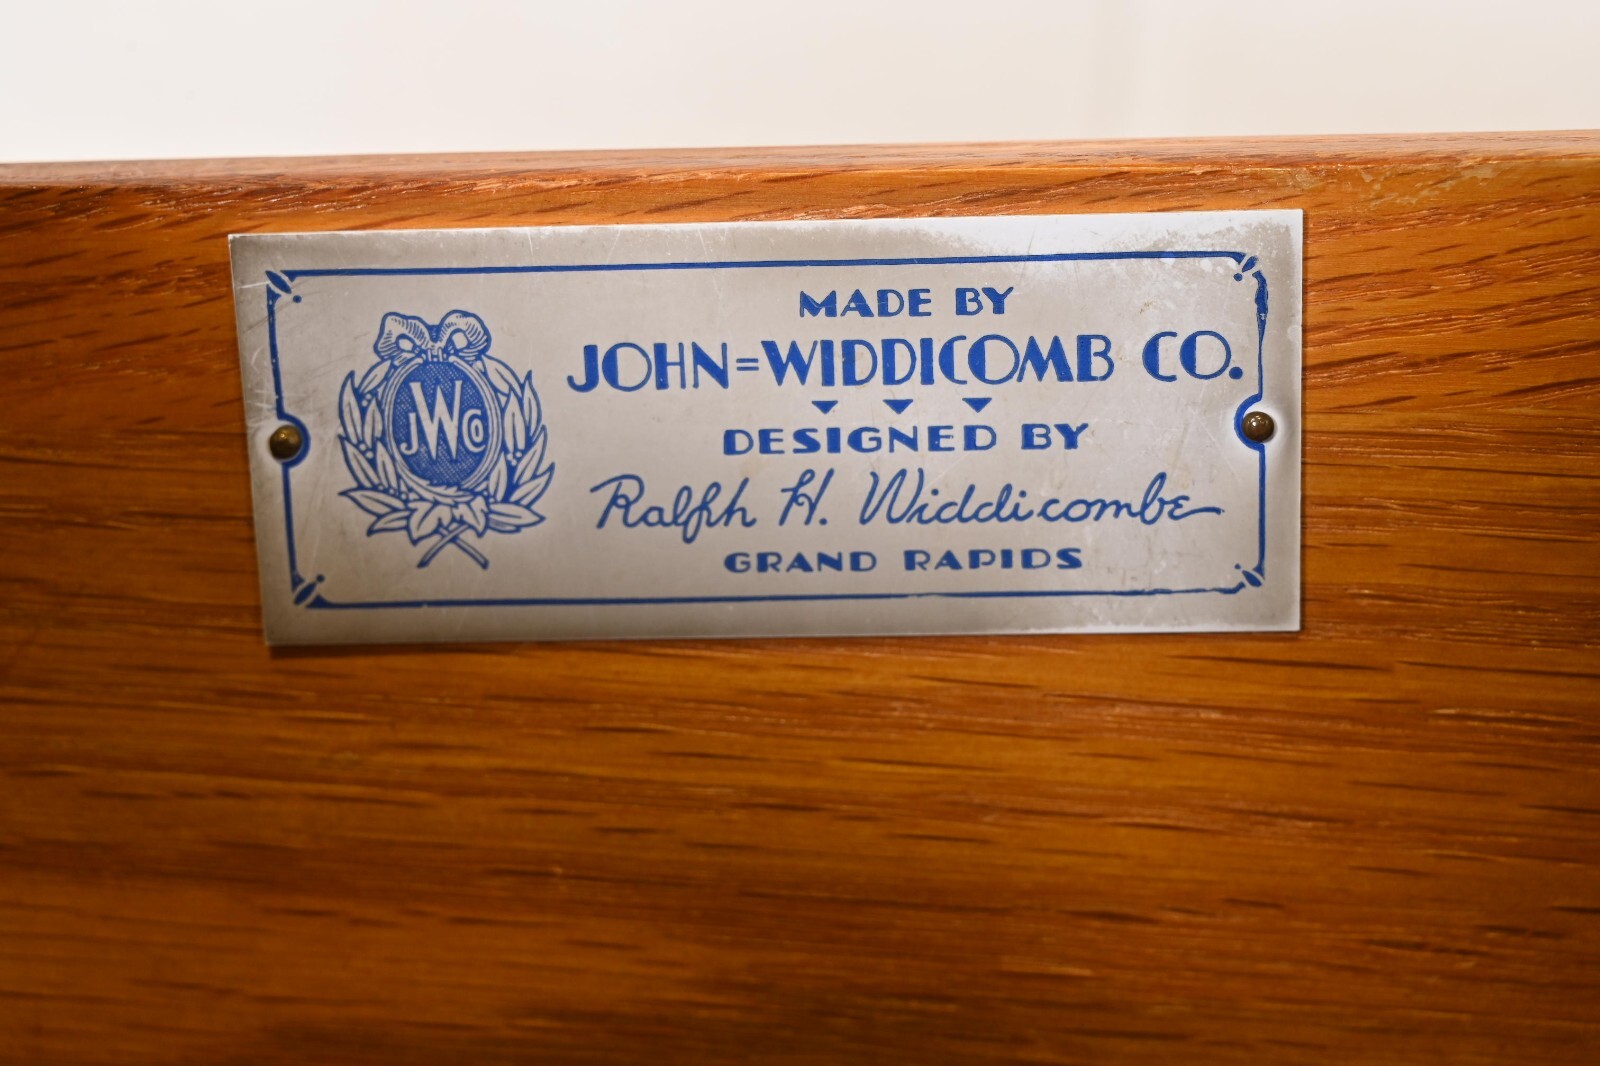 MADE BY
JOHN=WIDDICOMB CO.
JWCo
DESIGNED BY
Ralph H. Widdicombe
GRAND RAPIDS